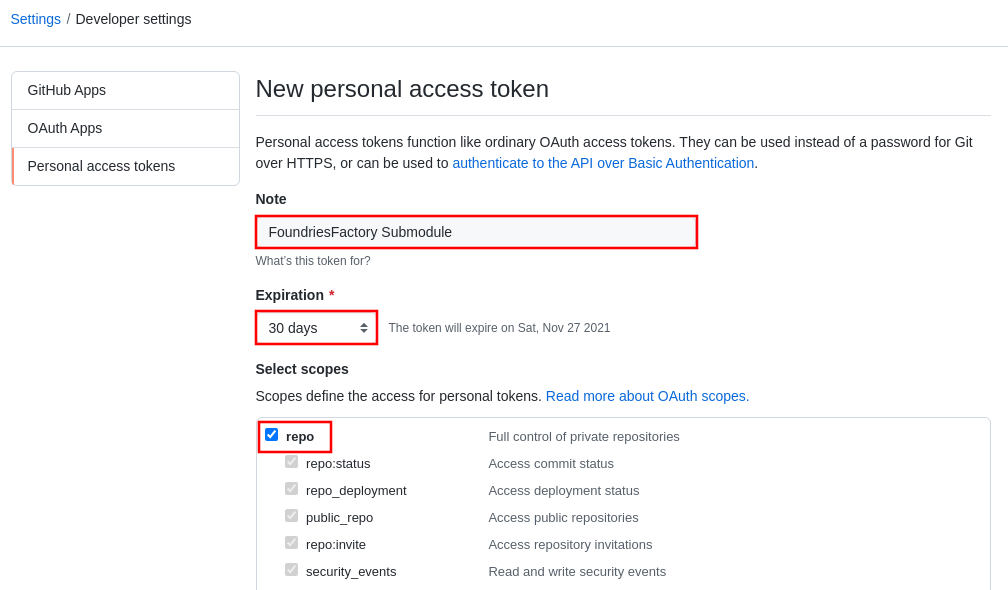 Settings / Developer settings
GitHub Apps
OAuth Apps
Personal access tokens
New personal access token
Personal access tokens function like ordinary OAuth access tokens. They can be used instead of a password for Git
over HTTPS, or can be used to authenticate to the API over Basic Authentication.
Note
FoundriesFactory Submodule
What's this token for?
Expiration *
30 days The token will expire on Sat, Nov 27 2021
Select scopes
Scopes define the access for personal tokens. Read more about OAuth scopes.
repo Full control of private repositories
repo:status Access commit status
repo_deployment Access deployment status
public_repo Access public repositories
repo:invite Access repository invitations
security_events Read and write security events